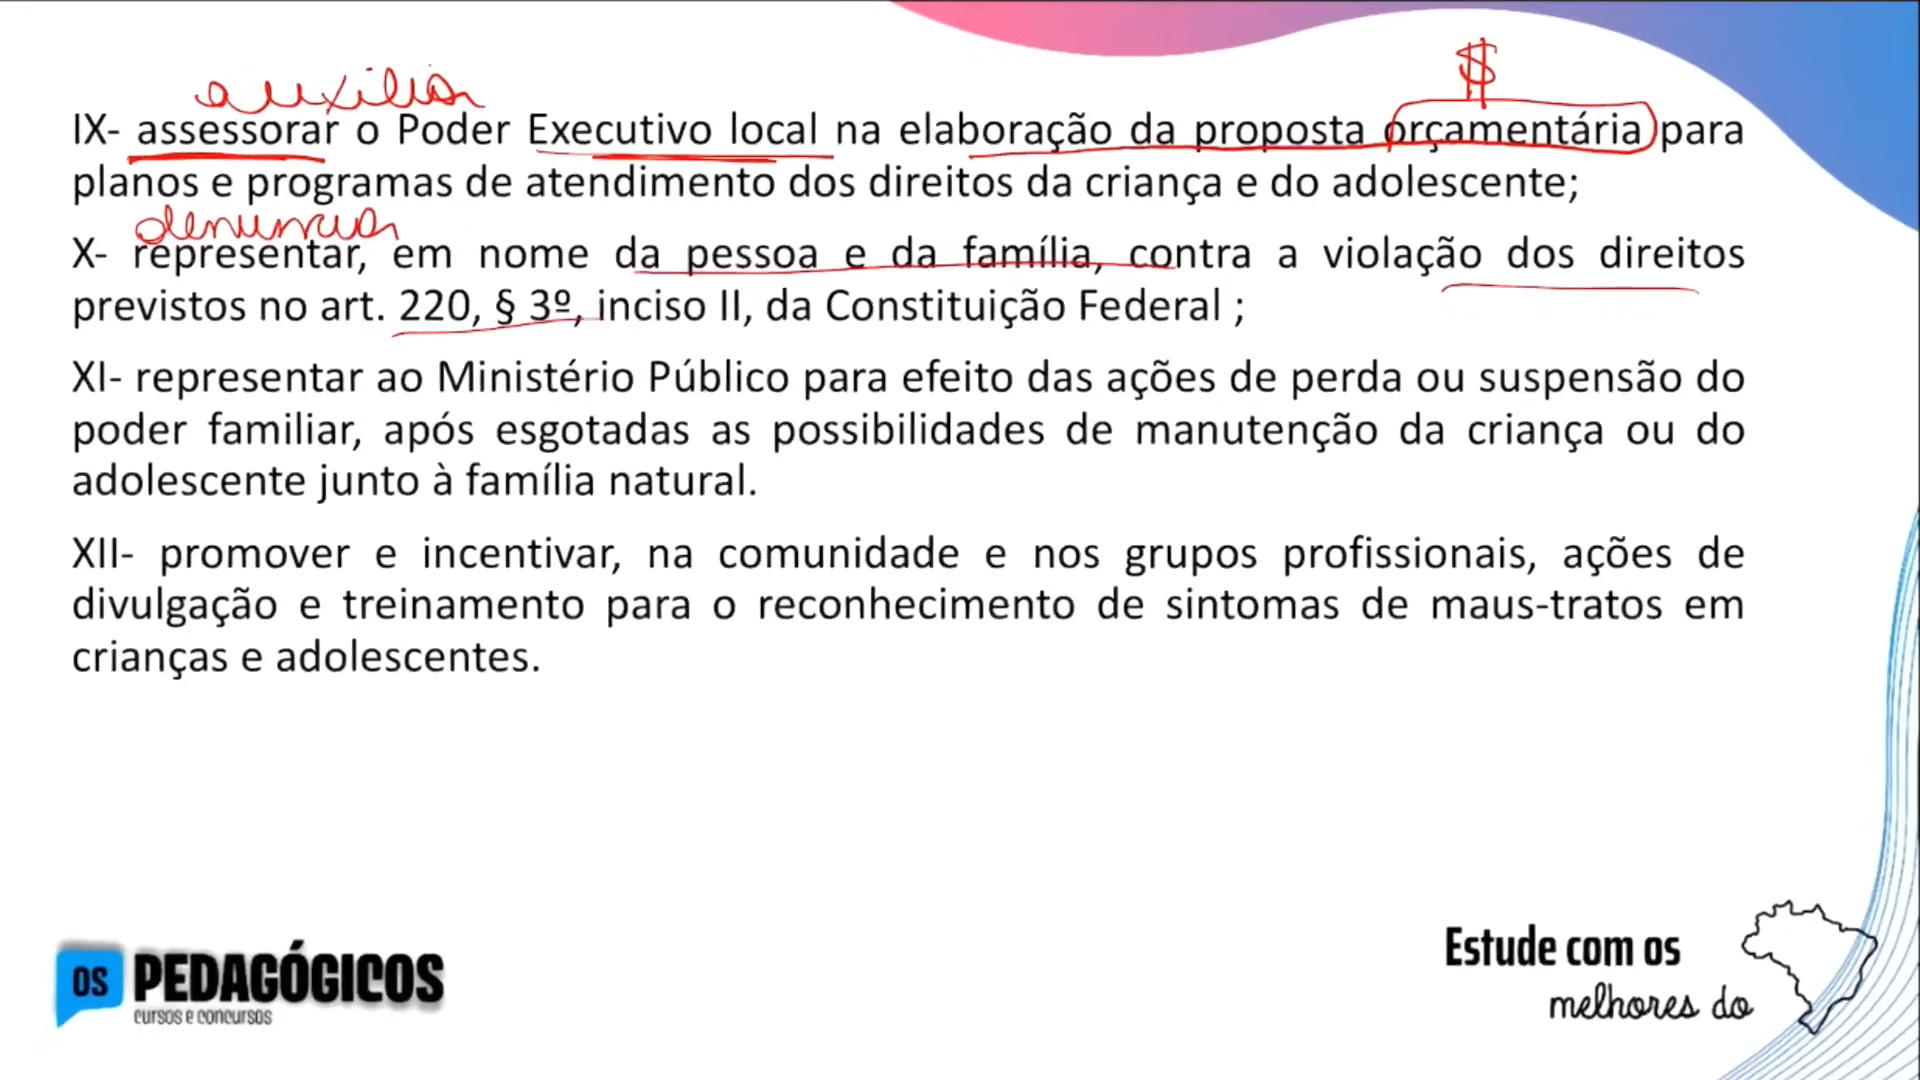 auxiliar
$
IX- assessorar o Poder Executivo local na elaboração da proposta orçamentária para
planos e programas de atendimento dos direitos da criança e do adolescente;
denunciar
X- representar, em nome da pessoa e da família, contra a violação dos direitos
previstos no art. 220, § 3º, inciso II, da Constituição Federal ;
XI- representar ao Ministério Público para efeito das ações de perda ou suspensão do
poder familiar, após esgotadas as possibilidades de manutenção da criança ou do
adolescente junto à família natural.
XII- promover e incentivar, na comunidade e nos grupos profissionais, ações de
divulgação e treinamento para o reconhecimento de sintomas de maus-tratos em
crianças e adolescentes.
OS PEDAGÓGICOS
cursos e concursos
Estude com os
melhores do